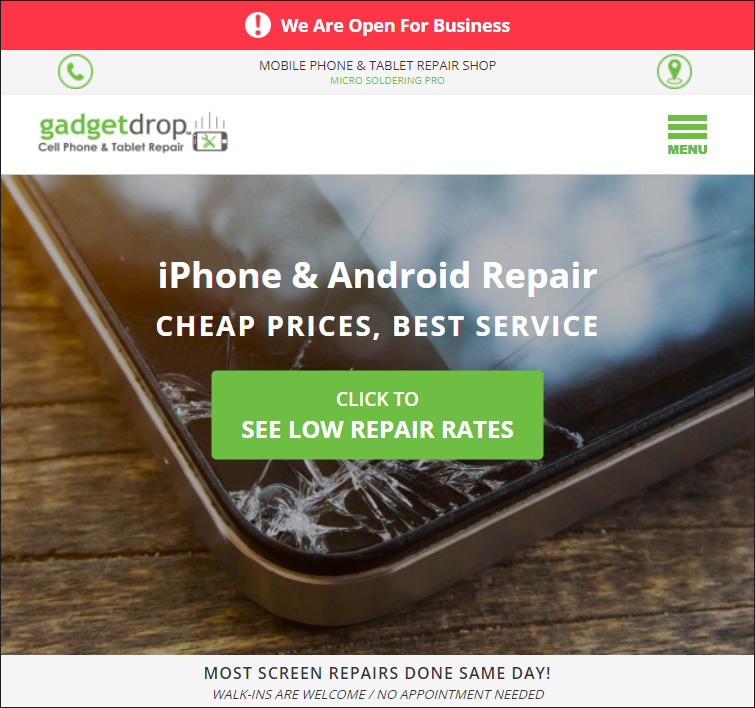 We Are Open For Business
MOBILE PHONE & TABLET REPAIR SHOP
MICRO SOLDERING PRO
gadgetdrop
Cell Phone & Tablet Repair
MENU
iPhone & Android Repair
CHEAP PRICES, BEST SERVICE
CLICK TO
SEE LOW REPAIR RATES
MOST SCREEN REPAIRS DONE SAME DAY!
WALK-INS ARE WELCOME / NO APPOINTMENT NEEDED